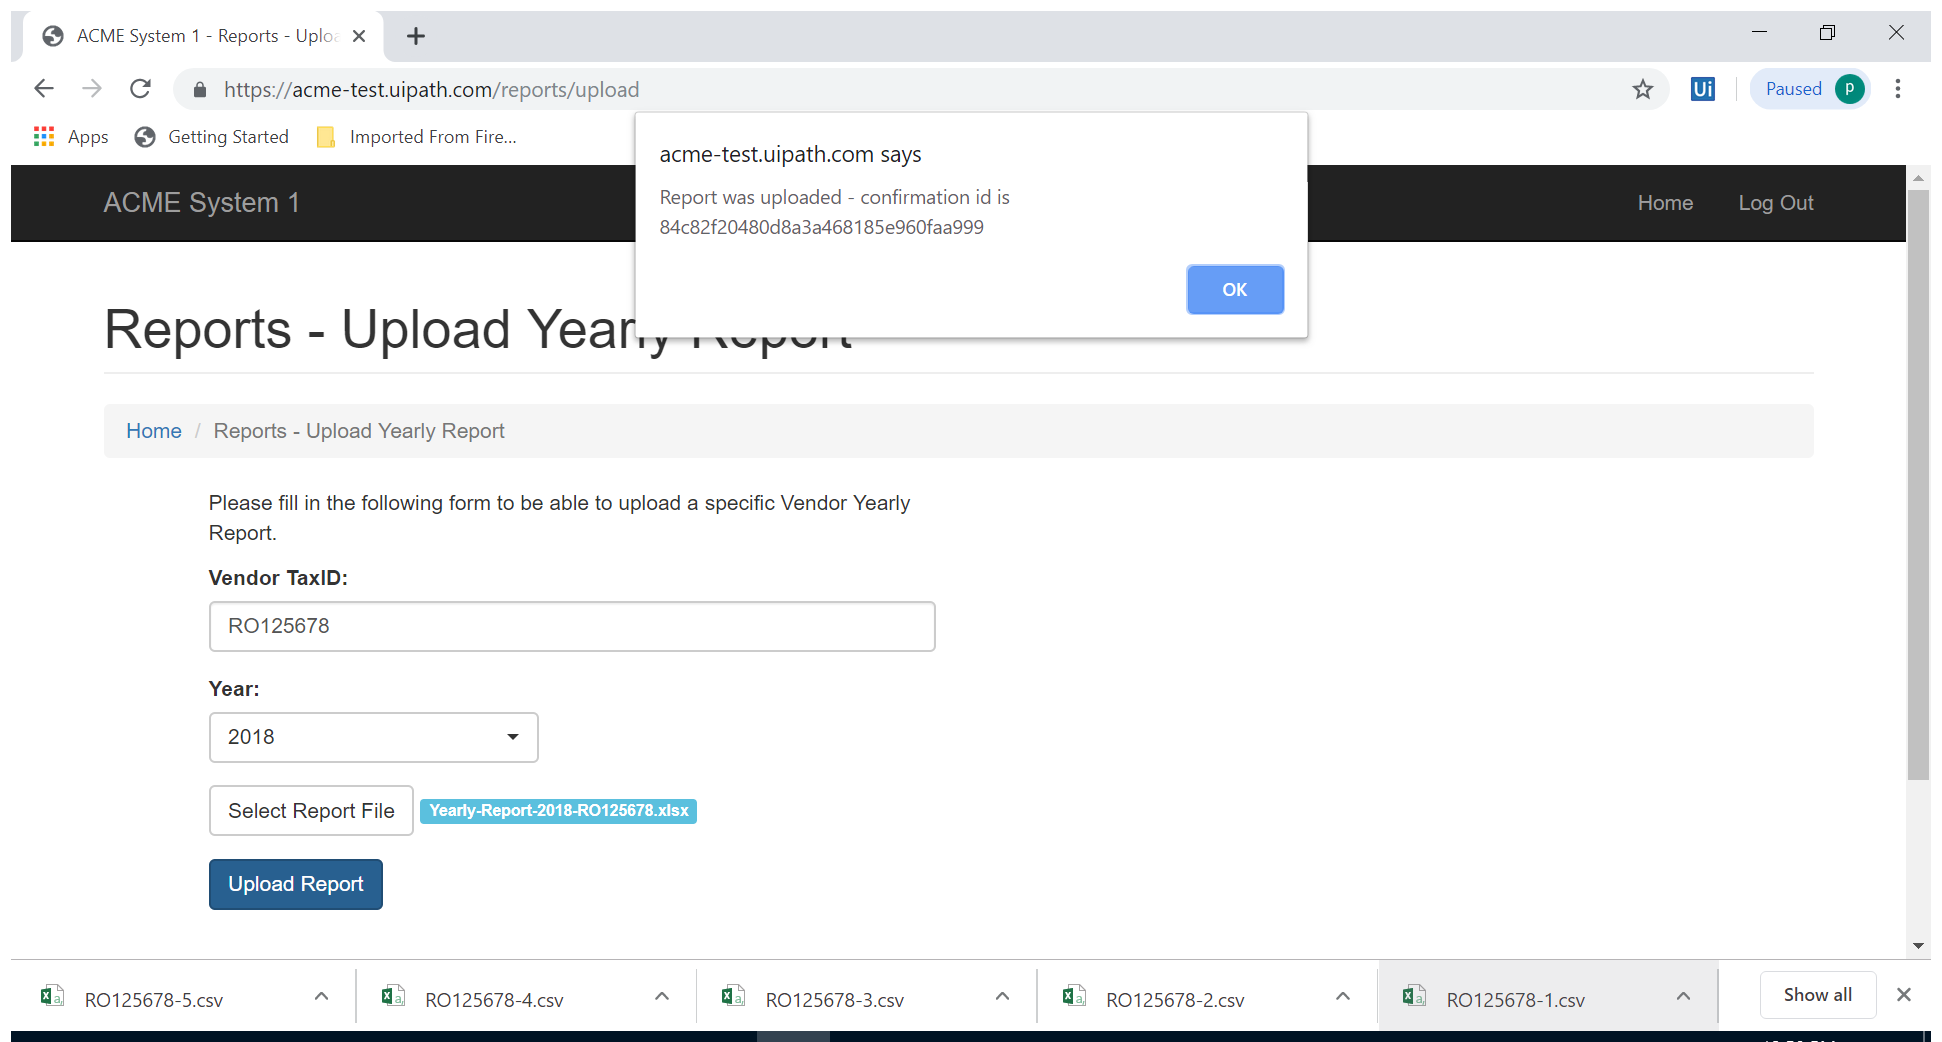 ACME System 1 - Reports - Uploa
https://acme-test.uipath.com/reports/upload
Ui
Paused
P
Apps
Getting Started
Imported From Fire...
acme-test.uipath.com says
Report was uploaded - confirmation id is
84c82f20480d8a3a468185e960faa999
OK
ACME System 1
Home
Log Out
Reports - Upload Yearly Report
Home / Reports - Upload Yearly Report
Please fill in the following form to be able to upload a specific Vendor Yearly
Report.
Vendor TaxID:
RO125678
Year:
2018
Select Report File
Yearly-Report-2018-RO125678.xlsx
Upload Report
RO125678-5.csv
RO125678-4.csv
RO125678-3.csv
RO125678-2.csv
RO125678-1.csv
Show all